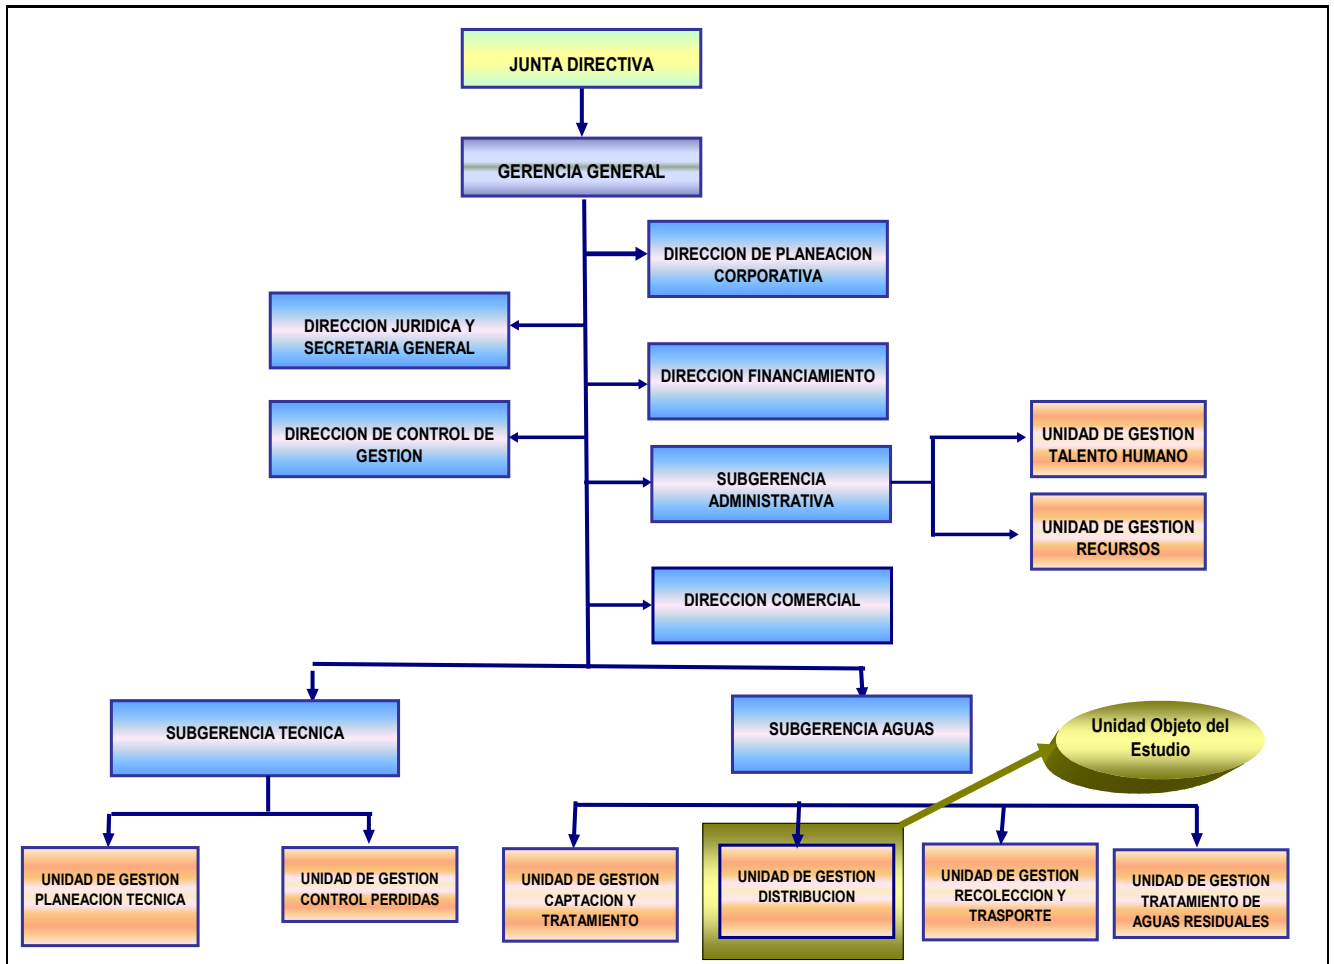 JUNTA DIRECTIVA
GERENCIA GENERAL
DIRECCION DE PLANEACION
CORPORATIVA
DIRECCION JURIDICA Y
SECRETARIA GENERAL
DIRECCION FINANCIAMIENTO
DIRECCION DE CONTROL DE
GESTION
UNIDAD DE GESTION
TALENTO HUMANO
SUBGERENCIA
ADMINISTRATIVA
UNIDAD DE GESTION
RECURSOS
DIRECCION COMERCIAL
SUBGERENCIA TECNICA
SUBGERENCIA AGUAS
Unidad Objeto del
Estudio
UNIDAD DE GESTION
PLANEACION TECNICA
UNIDAD DE GESTION
CONTROL PERDIDAS
UNIDAD DE GESTION
CAPTACION Y
TRATAMIENTO
UNIDAD DE GESTION
DISTRIBUCION
UNIDAD DE GESTION
RECOLECCION Y
TRASPORTE
UNIDAD DE GESTION
TRATAMIENTO DE
AGUAS RESIDUALES